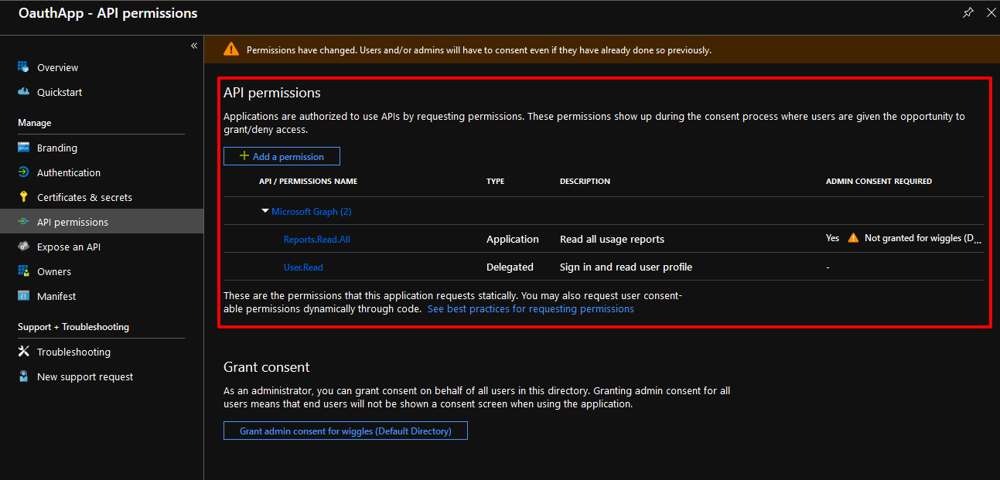 OauthApp - API permissions
«
Overview
Quickstart
Manage
Branding
Authentication
Certificates & secrets
API permissions
Expose an API
Owners
Manifest
Support + Troubleshooting
Troubleshooting
New support request
Permissions have changed. Users and/or admins will have to consent even if they have already done so previously.
API permissions
Applications are authorized to use APIs by requesting permissions. These permissions show up during the consent process where users are given the opportunity to
grant/deny access.
+ Add a permission
API / PERMISSIONS NAME TYPE DESCRIPTION ADMIN CONSENT REQUIRED
Microsoft Graph (2)
Reports.Read.All Application Read all usage reports Yes Not granted for wiggles (D...
User.Read Delegated Sign in and read user profile -
These are the permissions that this application requests statically. You may also request user consent-
able permissions dynamically through code. See best practices for requesting permissions
Grant consent
As an administrator, you can grant consent on behalf of all users in this directory. Granting admin consent for all
users means that end users will not be shown a consent screen when using the application.
Grant admin consent for wiggles (Default Directory)